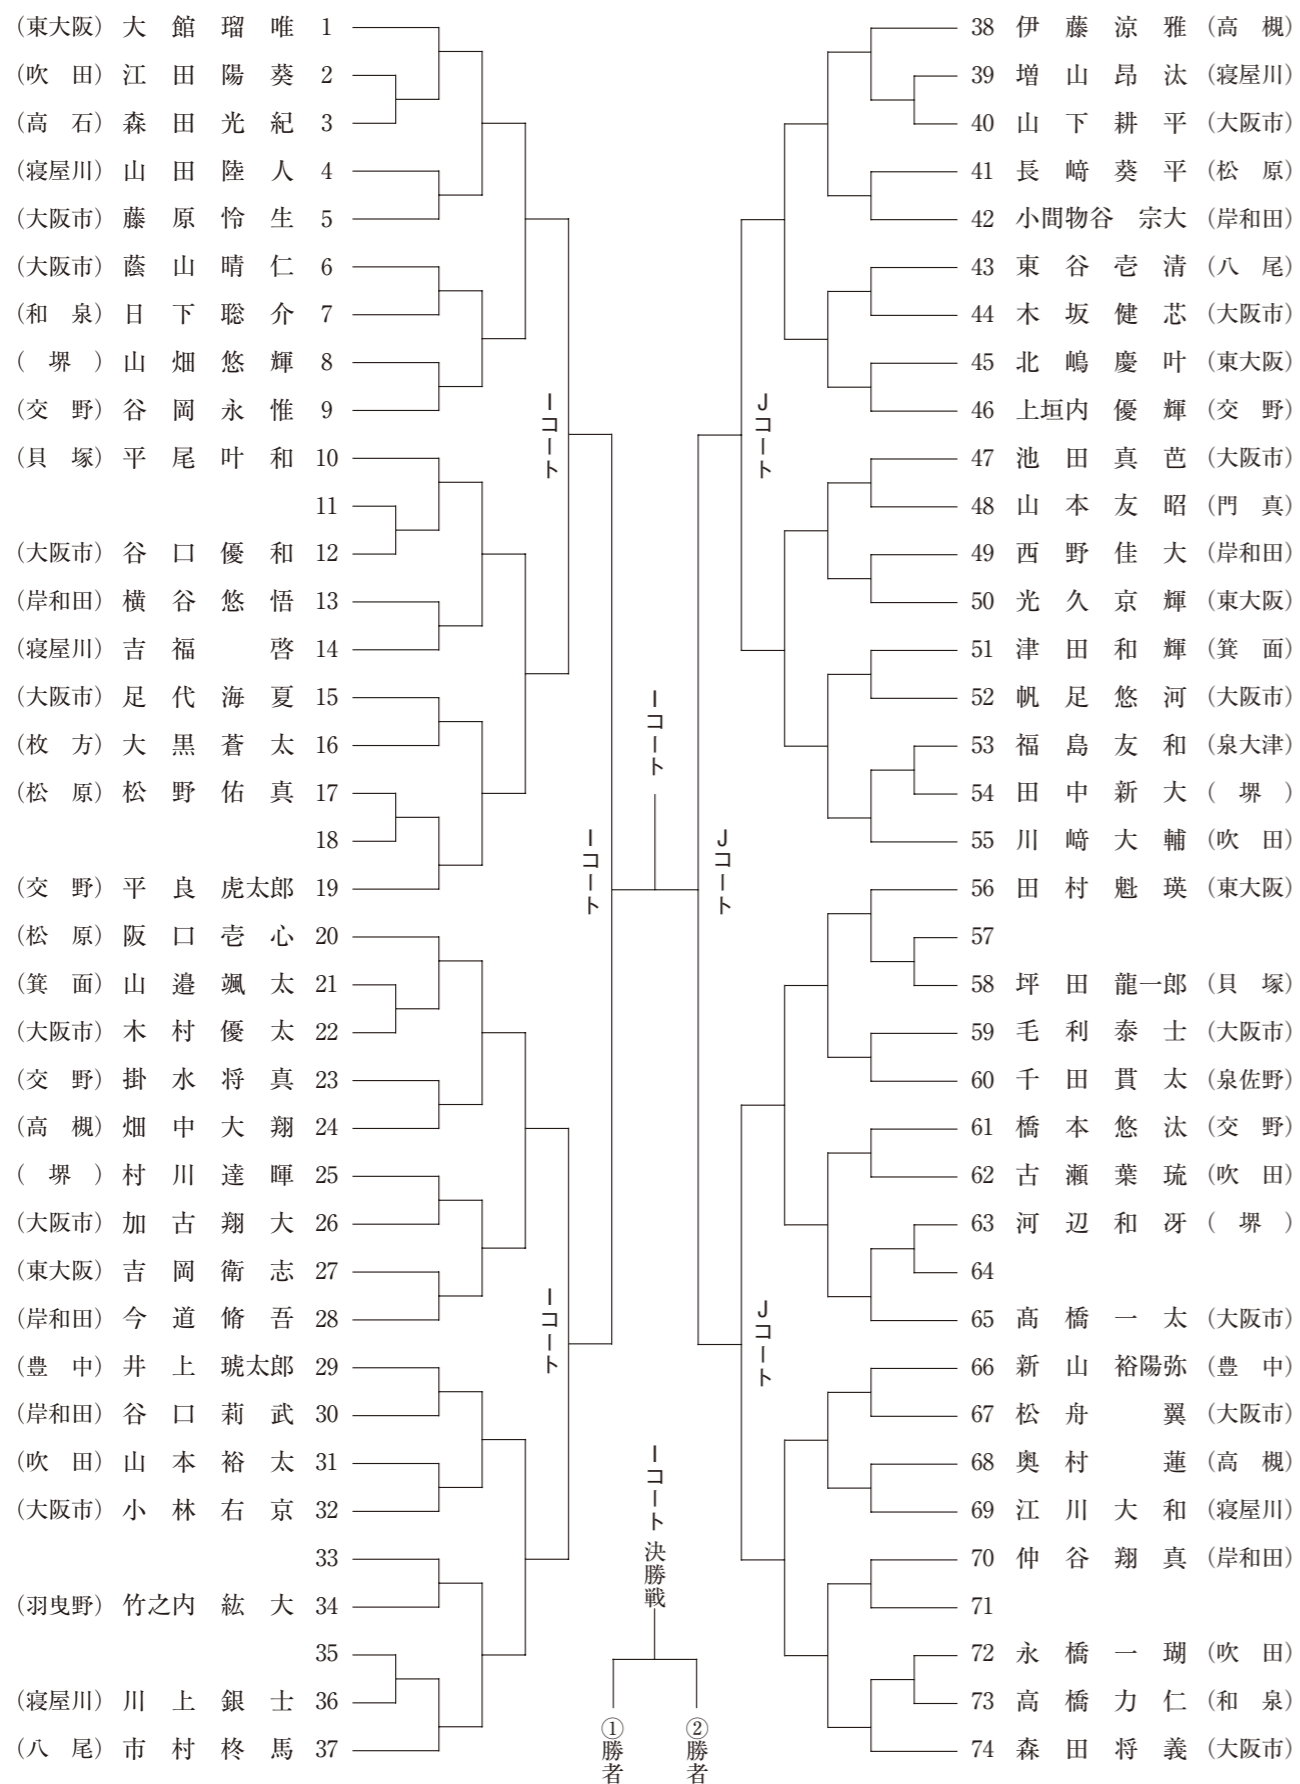 (東大阪) 大館瑠唯 1
(吹田) 江田陽葵 2
(高石) 森田光紀 3
(寝屋川) 山田陸人 4
(大阪市) 藤原怜生 5
(大阪市) 蔭山晴仁 6
(和泉) 日下聡介 7
(堺) 山畑悠輝 8
(交野) 谷岡永惟 9
(貝塚) 平尾叶和 10
11
(大阪市) 谷口優和 12
(岸和田) 横谷悠悟 13
(寝屋川) 吉福啓 14
(大阪市) 足代海夏 15
(枚方) 大黒蒼太 16
(松原) 松野佑真 17
18
(交野) 平良虎太郎 19
(松原) 阪口壱心 20
(箕面) 山邉颯太 21
(大阪市) 木村優太 22
(交野) 掛水将真 23
(高槻) 畑中大翔 24
(堺) 村川達暉 25
(大阪市) 加古翔大 26
(東大阪) 吉岡衛志 27
(岸和田) 今道脩吾 28
(豊中) 井上琥太郎 29
(岸和田) 谷口莉武 30
(吹田) 山本裕太 31
(大阪市) 小林右京 32
33
(羽曳野) 竹之内紘大 34
35
(寝屋川) 川上銀士 36
(八尾) 市村柊馬 37
Iコート
Iコート
Iコート
Iコート
Jコート
Jコート
Jコート
Iコート 決勝戦
①勝者
②勝者
38 伊藤涼雅 (高槻)
39 増山昂汰 (寝屋川)
40 山下耕平 (大阪市)
41 長﨑葵平 (松原)
42 小間物谷宗大 (岸和田)
43 東谷壱清 (八尾)
44 木坂健芯 (大阪市)
45 北嶋慶叶 (東大阪)
46 上垣内優輝 (交野)
47 池田真芭 (大阪市)
48 山本友昭 (門真)
49 西野佳大 (岸和田)
50 光久京輝 (東大阪)
51 津田和輝 (箕面)
52 帆足悠河 (大阪市)
53 福島友和 (泉大津)
54 田中新大 (堺)
55 川﨑大輔 (吹田)
56 田村魁瑛 (東大阪)
57
58 坪田龍一郎 (貝塚)
59 毛利泰士 (大阪市)
60 千田貫太 (泉佐野)
61 橋本悠汰 (交野)
62 古瀬葉琉 (吹田)
63 河辺和冴 (堺)
64
65 髙橋一太 (大阪市)
66 新山裕陽弥 (豊中)
67 松舟翼 (大阪市)
68 奥村蓮 (高槻)
69 江川大和 (寝屋川)
70 仲谷翔真 (岸和田)
71
72 永橋一瑚 (吹田)
73 高橋力仁 (和泉)
74 森田将義 (大阪市)